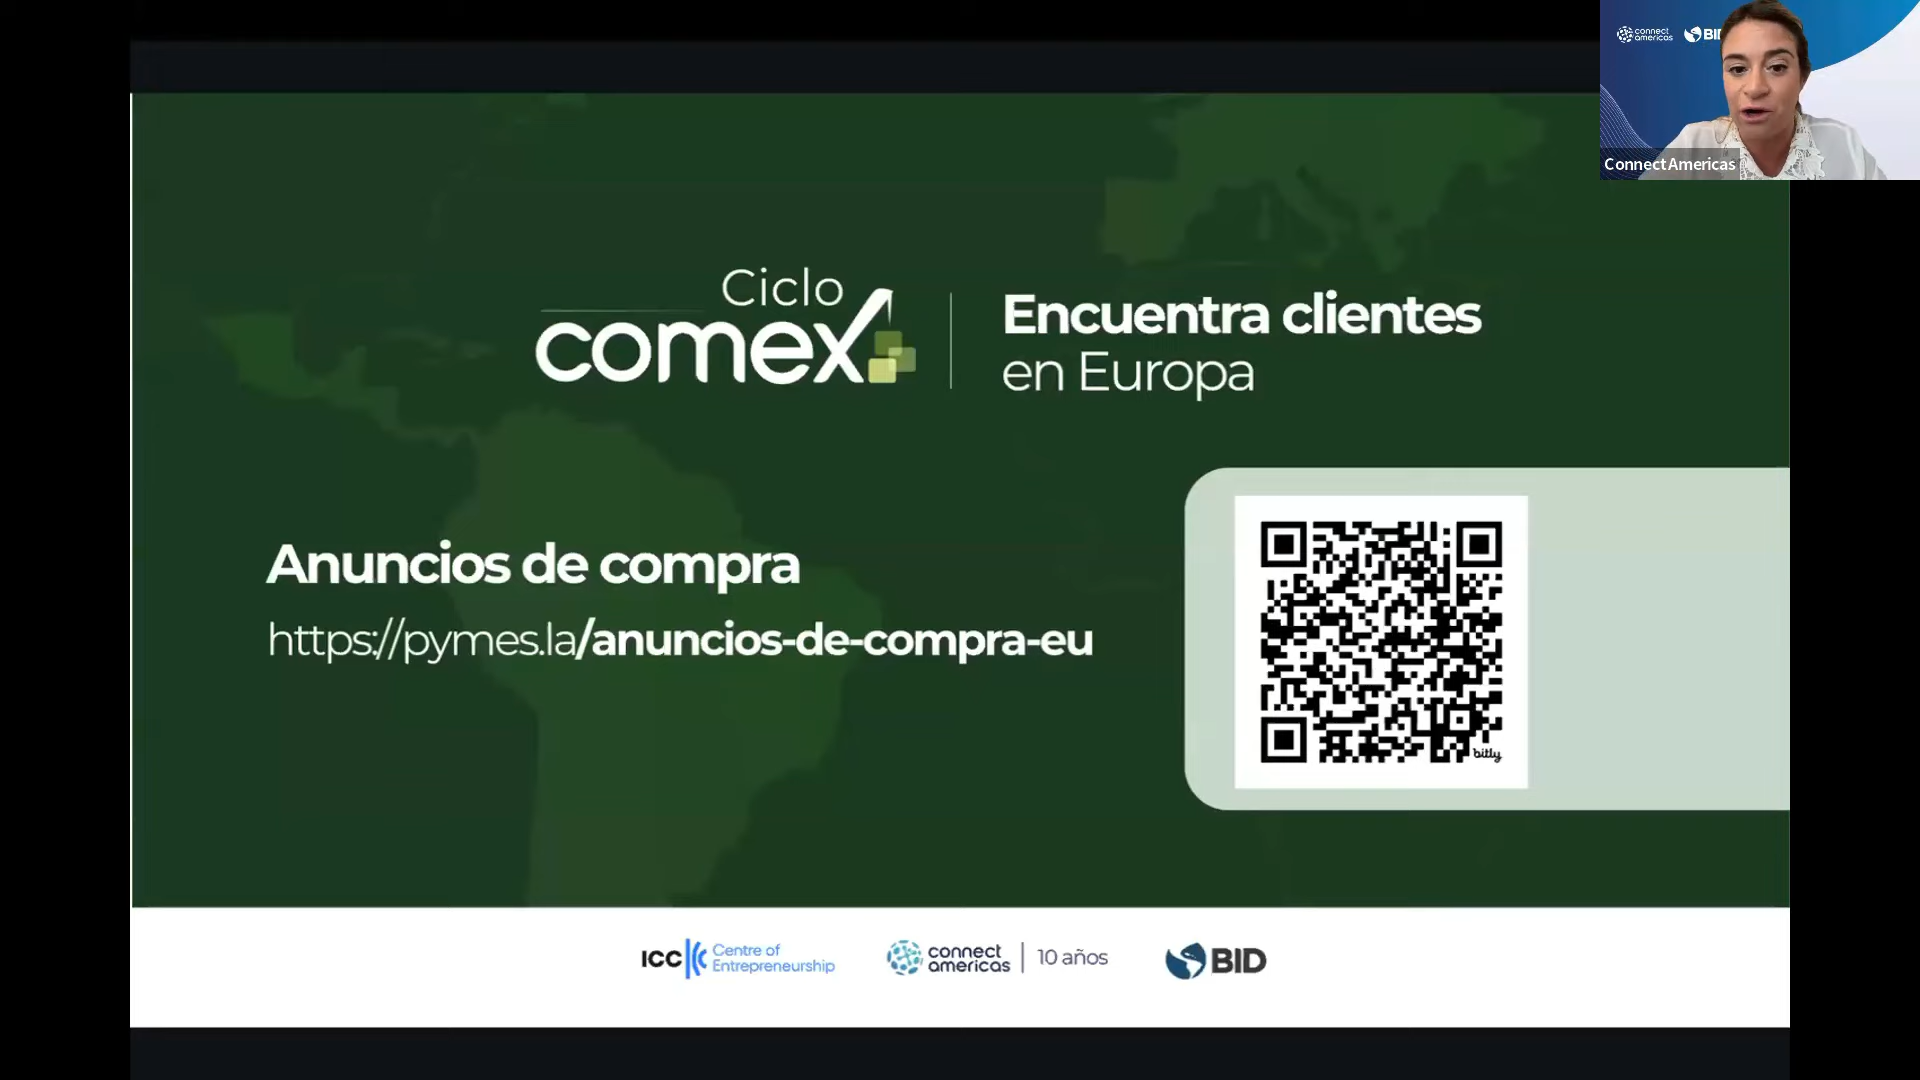 connect
americas
ConnectAmericas
Ciclo
comex
Encuentra clientes
en Europa
Anuncios de compra
https://pymes.la/anuncios-de-compra-eu
bitly
ICC
Centre of
Entrepreneurship
connect
americas
10 años
BID